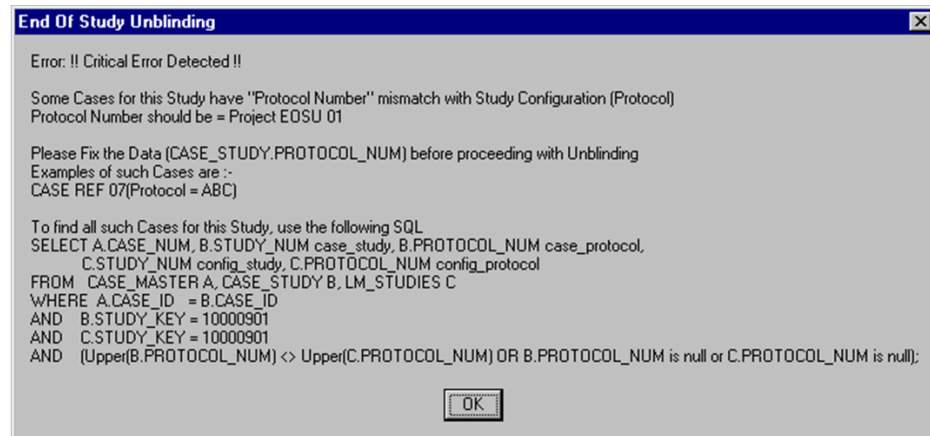 End Of Study Unblinding
Error: !! Critical Error Detected !!
Some Cases for this Study have "Protocol Number" mismatch with Study Configuration (Protocol)
Protocol Number should be = Project EOSU 01
Please Fix the Data (CASE_STUDY.PROTOCOL_NUM) before proceeding with Unblinding
Examples of such Cases are :-
CASE REF 07(Protocol = ABC)
To find all such Cases for this Study, use the following SQL
SELECT A.CASE_NUM, B.STUDY_NUM case_study, B.PROTOCOL_NUM case_protocol,
C.STUDY_NUM config_study, C.PROTOCOL_NUM config_protocol
FROM CASE_MASTER A, CASE_STUDY B, LM_STUDIES C
WHERE A.CASE_ID = B.CASE_ID
AND B.STUDY_KEY = 10000901
AND C.STUDY_KEY = 10000901
AND (Upper(B.PROTOCOL_NUM) <> Upper(C.PROTOCOL_NUM) OR B.PROTOCOL_NUM is null or C.PROTOCOL_NUM is null);
OK